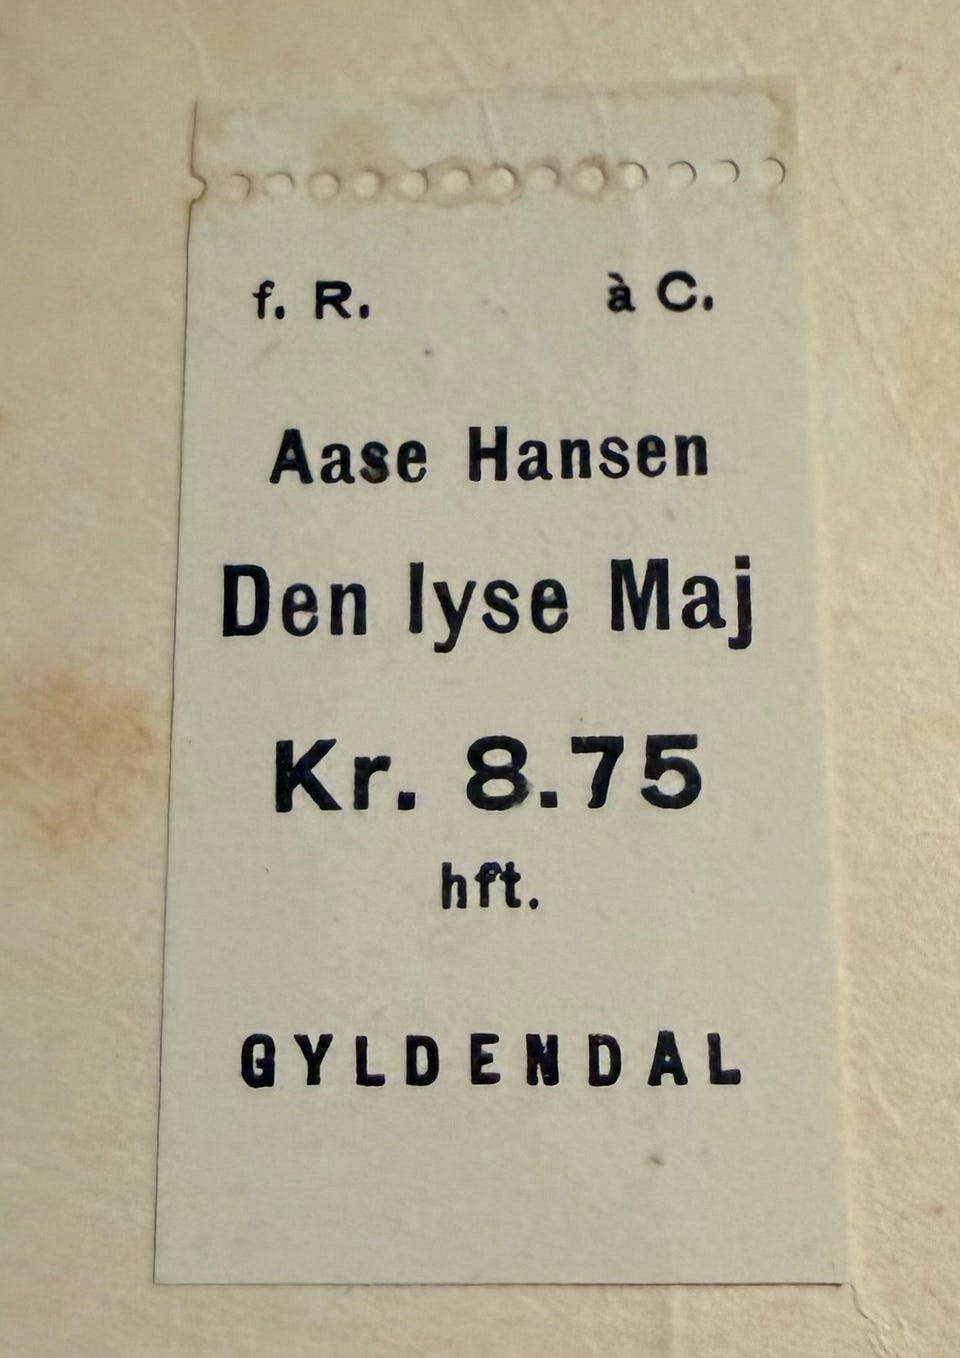 f. R. à C.
Aase Hansen
Den lyse Maj
Kr. 8.75
hft.
GYLDENDAL